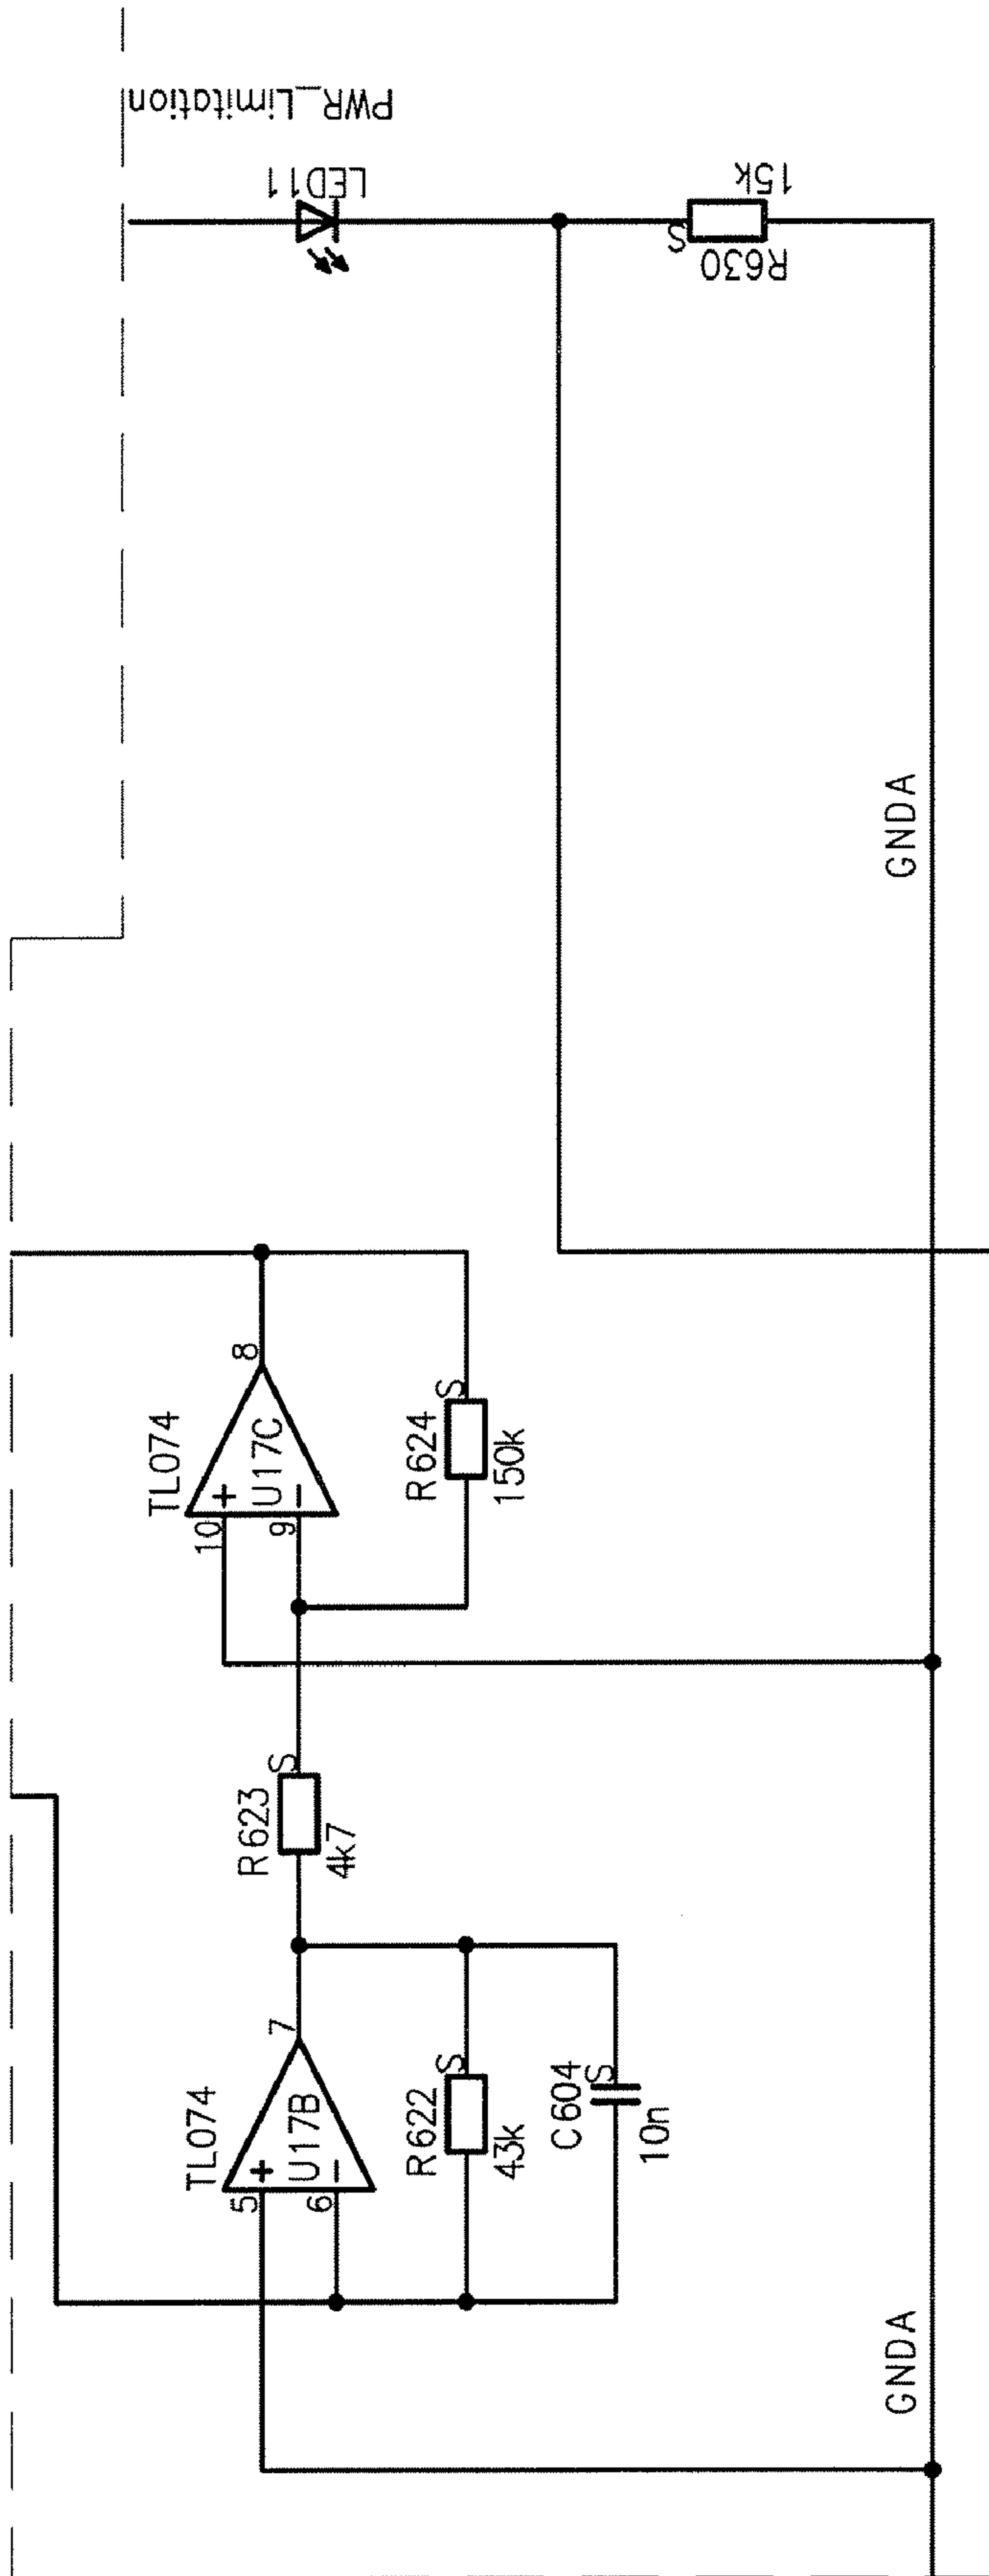 PWR_Limitation
LED11
S
R630
15k
GNDA
TL074
8
U17C
+
-
10
9
S
R624
150k
S
R623
4k7
TL074
7
U17B
+
-
5
6
S
R622
43k
S
C604
10n
GNDA